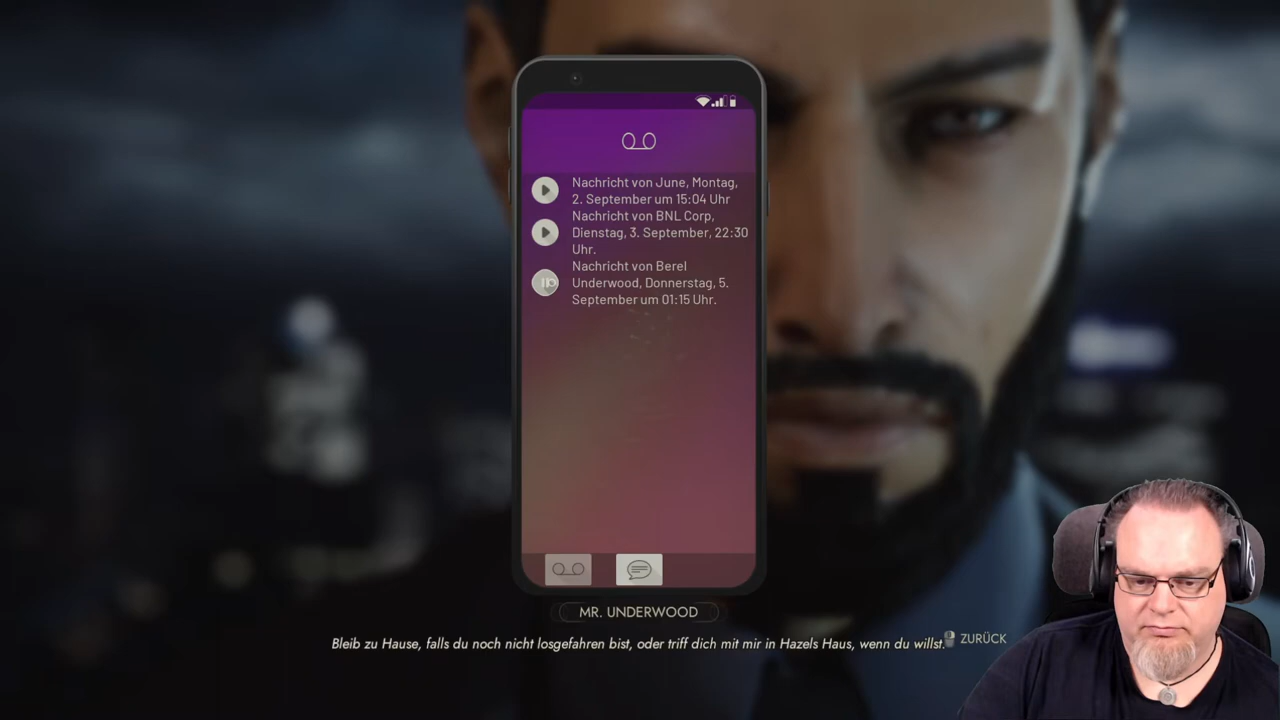 Nachricht von June, Montag,
2. September um 15:04 Uhr
Nachricht von BNL Corp,
Dienstag, 3. September, 22:30
Uhr.
Nachricht von Berel
Underwood, Donnerstag, 5.
September um 01:15 Uhr.
MR. UNDERWOOD
Bleib zu Hause, falls du noch nicht losgefahren bist, oder triff dich mit mir in Hazels Haus, wenn du willst.
ZURÜCK